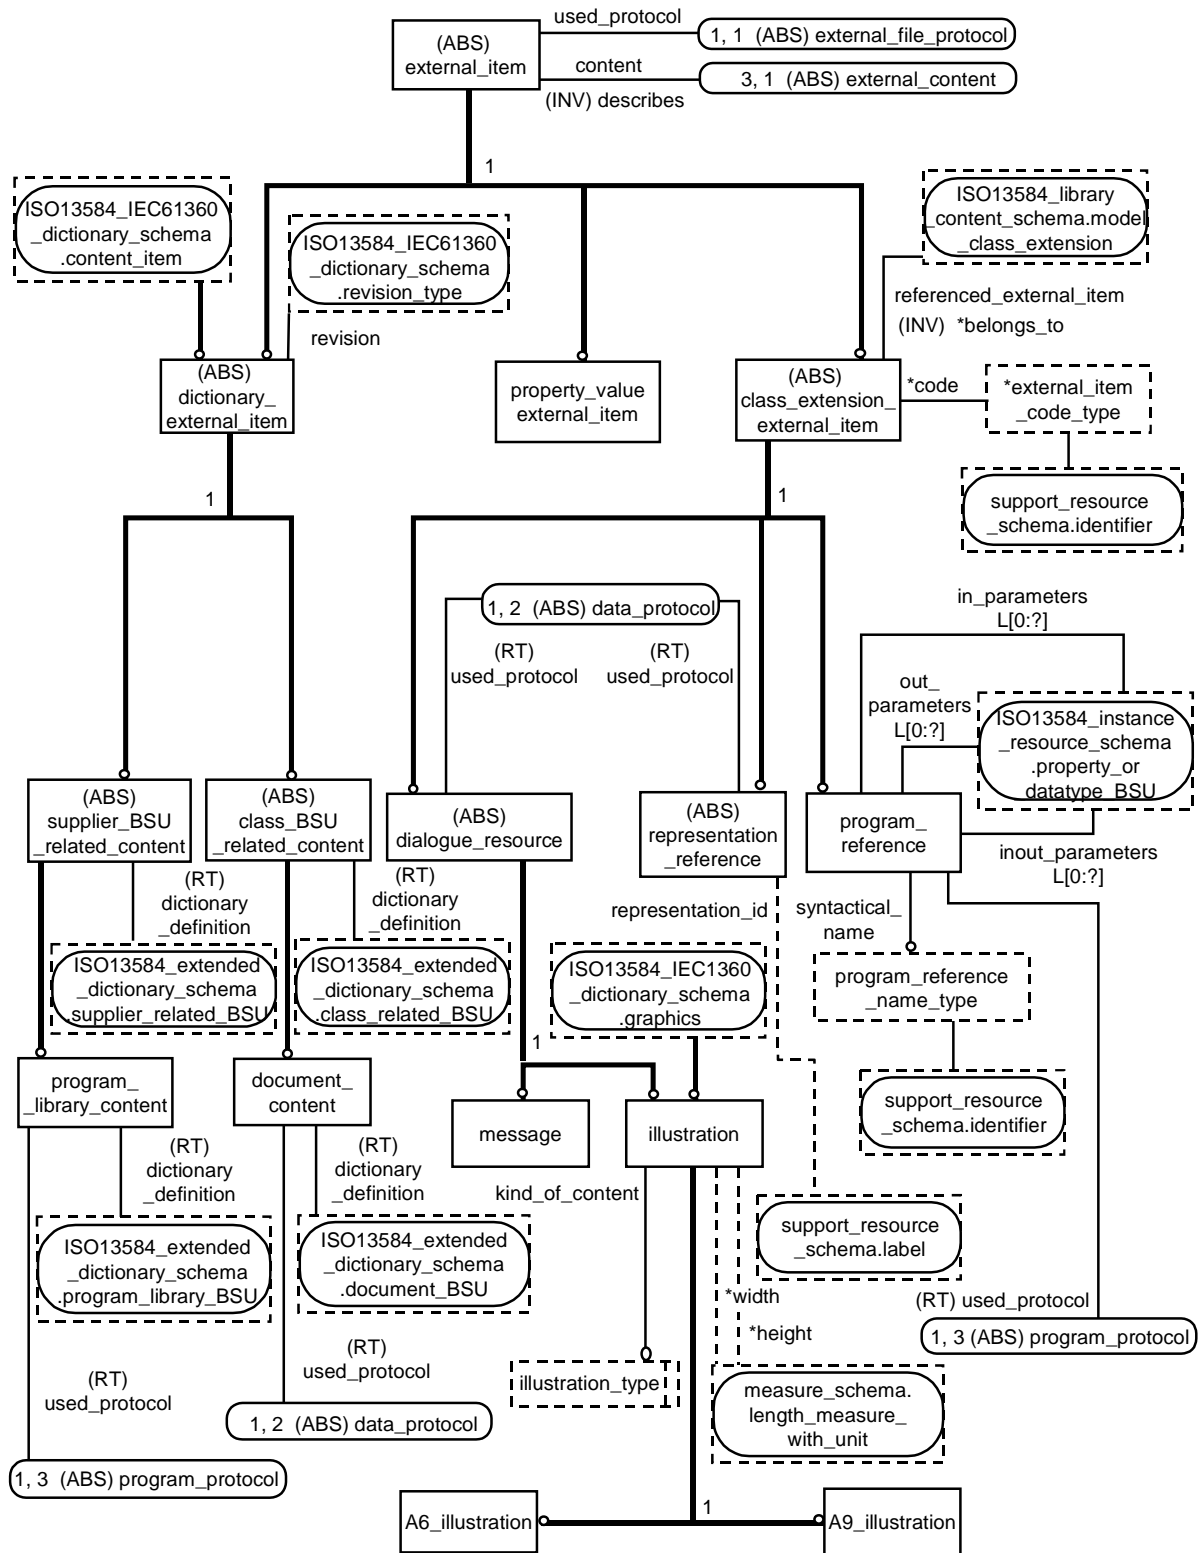 used_protocol
1, 1 (ABS) external_file_protocol
(ABS)
external_item
content
3, 1 (ABS) external_content
(INV) describes
1
ISO13584_IEC61360
_dictionary_schema
.content_item
ISO13584_IEC61360
_dictionary_schema
.revision_type
ISO13584_library
_content_schema.model
_class_extension
revision
referenced_external_item
(INV) *belongs_to
(ABS)
dictionary_
external_item
property_value
external_item
(ABS)
class_extension_
external_item
*code
*external_item
_code_type
1
1
support_resource
_schema.identifier
1, 2 (ABS) data_protocol
(RT)
used_protocol
(RT)
used_protocol
in_parameters
L[0:?]
out_
parameters
L[0:?]
ISO13584_instance
_resource_schema
.property_or
datatype_BSU
(ABS)
supplier_BSU
_related_content
(ABS)
class_BSU
_related_content
(ABS)
dialogue_resource
(ABS)
representation
_reference
program_
reference
inout_parameters
L[0:?]
(RT)
dictionary
_definition
(RT)
dictionary
_definition
representation_id
syntactical_
name
ISO13584_extended
_dictionary_schema
.supplier_related_BSU
ISO13584_extended
_dictionary_schema
.class_related_BSU
ISO13584_IEC1360
_dictionary_schema
.graphics
program_reference
_name_type
1
program_
_library_content
document_
content
message
illustration
support_resource
_schema.identifier
(RT)
dictionary
_definition
(RT)
dictionary
_definition
kind_of_content
ISO13584_extended
_dictionary_schema
.program_library_BSU
ISO13584_extended
_dictionary_schema
.document_BSU
support_resource
_schema.label
*width
*height
(RT) used_protocol
1, 3 (ABS) program_protocol
(RT)
used_protocol
(RT)
used_protocol
illustration_type
measure_schema.
length_measure_
with_unit
1, 2 (ABS) data_protocol
1, 3 (ABS) program_protocol
1
A6_illustration
A9_illustration